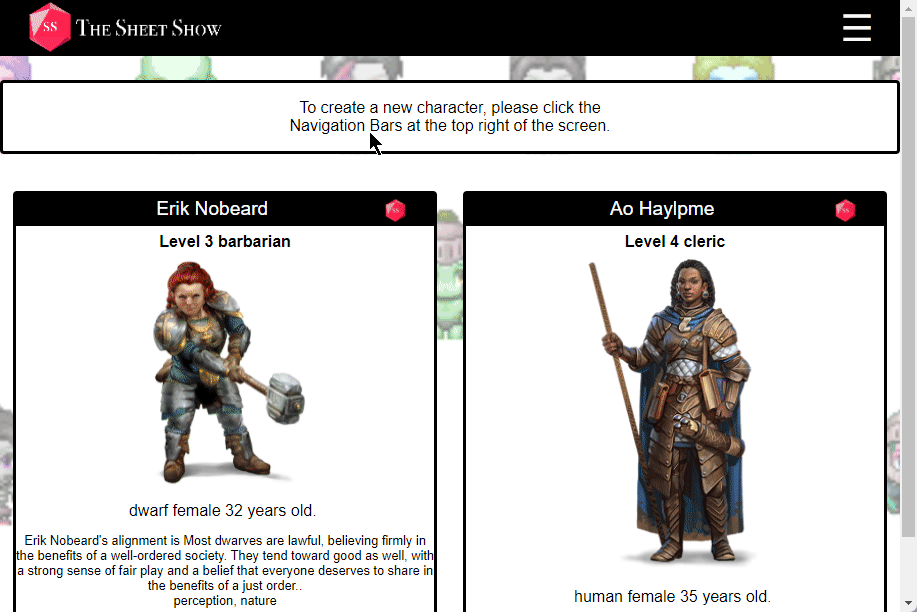 SS The Sheet Show
To create a new character, please click the
Navigation Bars at the top right of the screen.
Erik Nobeard
SS
Level 3 barbarian
dwarf female 32 years old.
Erik Nobeard's alignment is Most dwarves are lawful, believing firmly in
the benefits of a well-ordered society. They tend toward good as well, with
a strong sense of fair play and a belief that everyone deserves to share in
the benefits of a just order..
perception, nature
Ao Haylpme
SS
Level 4 cleric
human female 35 years old.